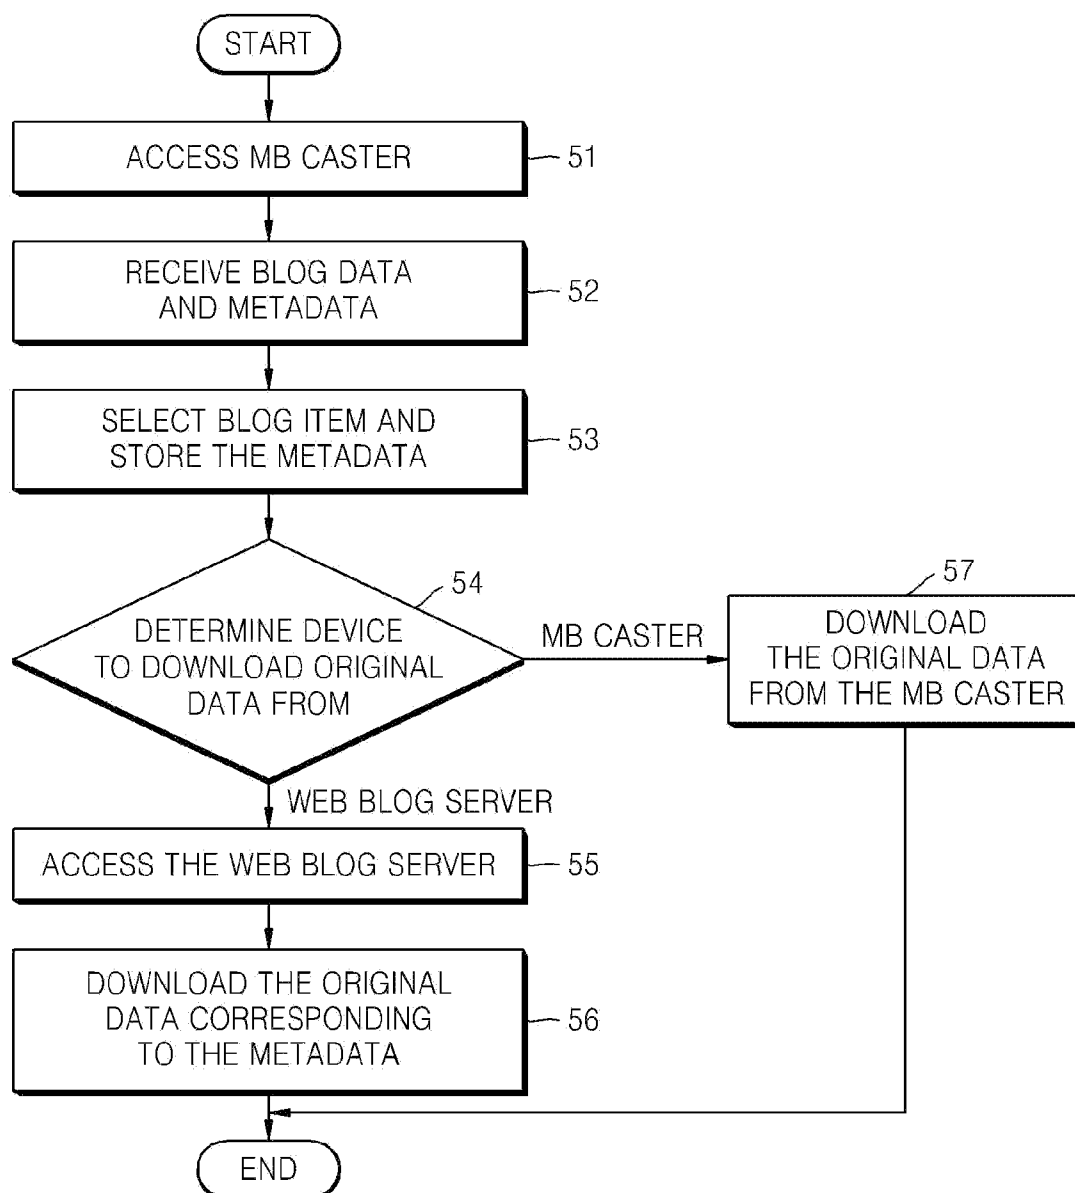 START
ACCESS MB CASTER
51
RECEIVE BLOG DATA
AND METADATA
52
SELECT BLOG ITEM AND
STORE THE METADATA
53
54
DETERMINE DEVICE
TO DOWNLOAD ORIGINAL
DATA FROM
MB CASTER
57
DOWNLOAD
THE ORIGINAL DATA
FROM THE MB CASTER
WEB BLOG SERVER
ACCESS THE WEB BLOG SERVER
55
DOWNLOAD THE ORIGINAL
DATA CORRESPONDING
TO THE METADATA
56
END